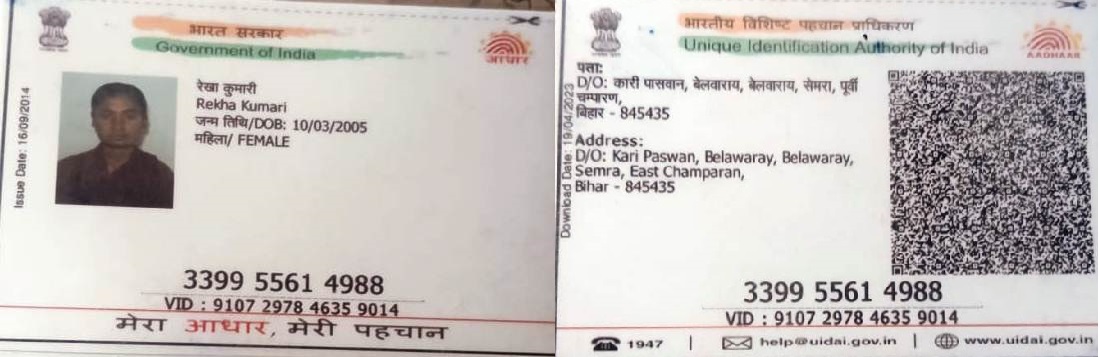 भारत सरकार
Government of India
आधार
Issue Date: 16/09/2014
रेखा कुमारी
Rekha Kumari
जन्म तिथि/DOB: 10/03/2005
महिला/ FEMALE
3399 5561 4988
VID : 9107 2978 4635 9014
मेरा आधार, मेरी पहचान
भारतीय विशिष्ट पहचान प्राधिकरण
Unique Identification Authority of India
AADHAAR
Download Date: 19/04/2023
पता:
D/O: कारी पासवान, बेलवाराय, बेलवाराय, सेमरा, पूर्वी
चम्पारण,
बिहार - 845435
Address:
D/O: Kari Paswan, Belawaray, Belawaray,
Semra, East Champaran,
Bihar - 845435
3399 5561 4988
VID : 9107 2978 4635 9014
1947 | help@uidai.gov.in | www.uidai.gov.in